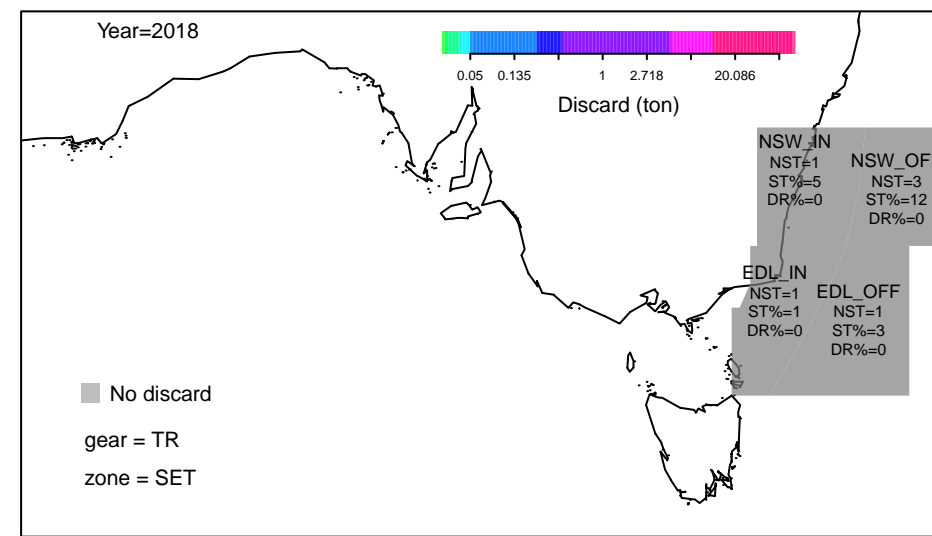 Year=2018
0.05 0.135 1 2.718 20.086
Discard (ton)
NSW_IN
NST=1
ST%=5
DR%=0
NSW_OF
NST=3
ST%=12
DR%=0
EDL_IN
NST=1
ST%=1
DR%=0
EDL_OFF
NST=1
ST%=3
DR%=0
No discard
gear = TR
zone = SET